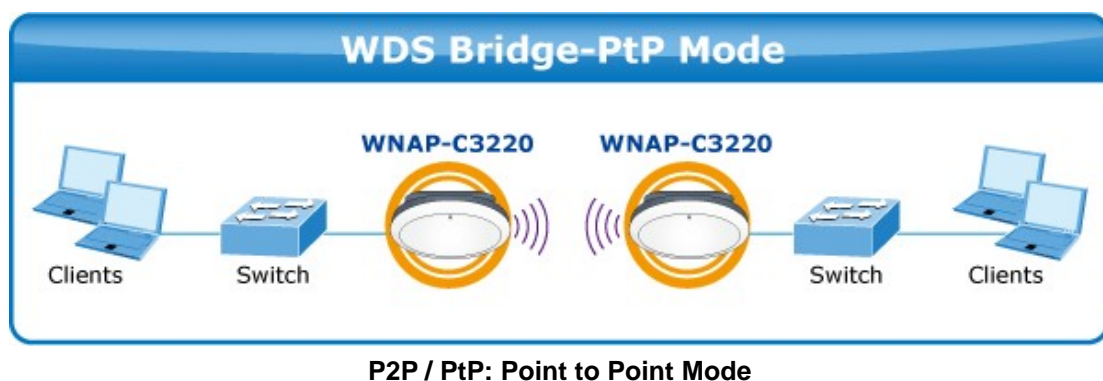 WDS Bridge-PtP Mode
WNAP-C3220 WNAP-C3220
Clients Switch Switch Clients
P2P / PtP: Point to Point Mode